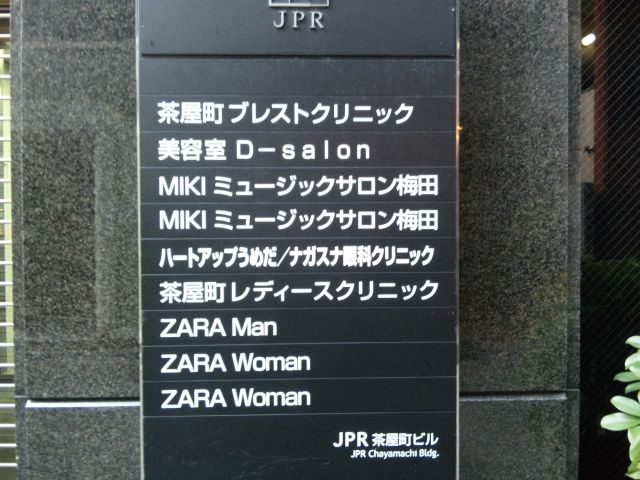 JPR
茶屋町 ブレストクリニック
美容室 D-salon
MIKI ミュージックサロン梅田
MIKI ミュージックサロン梅田
ハートアップうめだ/ナガスナ眼科クリニック
茶屋町 レディースクリニック
ZARA Man
ZARA Woman
ZARA Woman
JPR 茶屋町ビル
JPR Chayamachi Bldg.